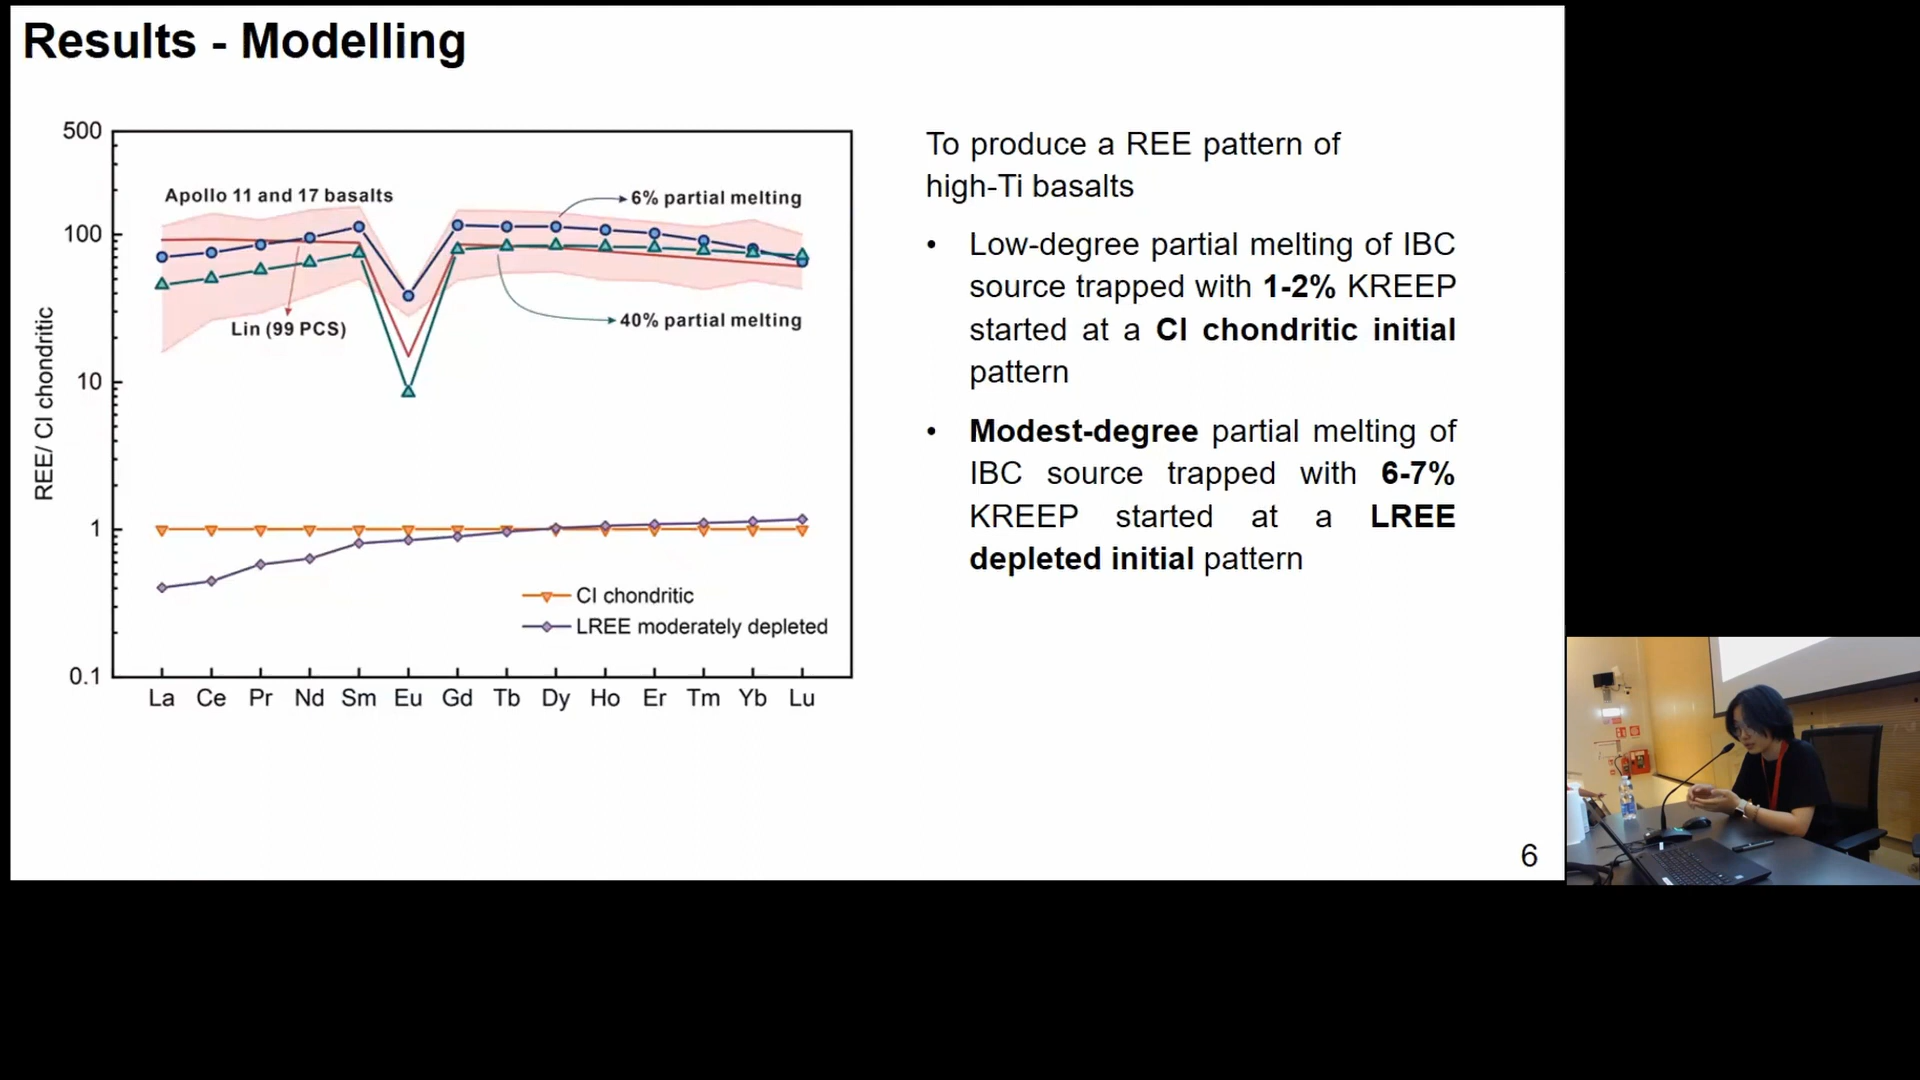 Results - Modelling
500
100
10
1
0.1
REE/ CI chondritic
Apollo 11 and 17 basalts
6% partial melting
Lin (99 PCS)
40% partial melting
CI chondritic
LREE moderately depleted
La Ce Pr Nd Sm Eu Gd Tb Dy Ho Er Tm Yb Lu
To produce a REE pattern of
high-Ti basalts
• Low-degree partial melting of IBC
source trapped with 1-2% KREEP
started at a CI chondritic initial
pattern
• Modest-degree partial melting of
IBC source trapped with 6-7%
KREEP started at a LREE
depleted initial pattern
6